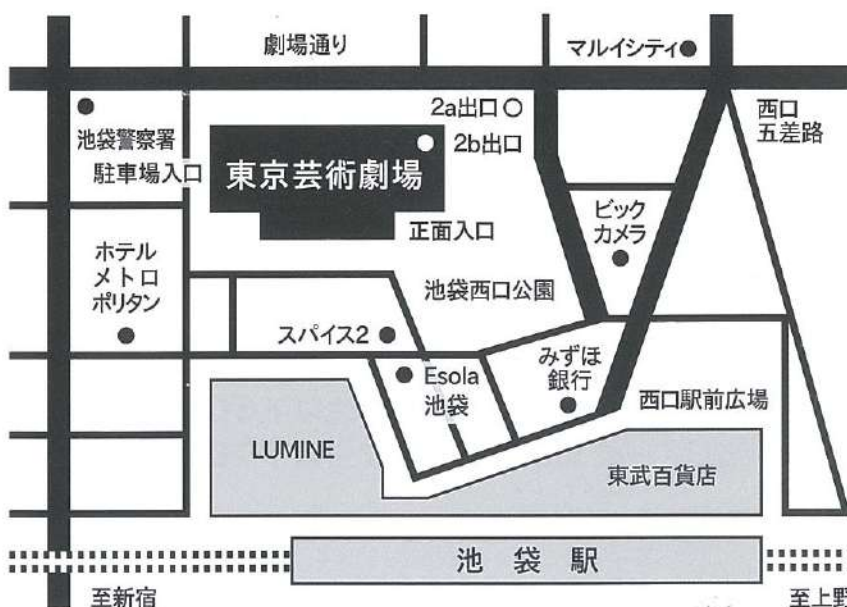 劇場通り
マルイシティ
2a出口
西口
五差路
池袋警察署
2b出口
駐車場入口
東京芸術劇場
正面入口
ビック
カメラ
ホテル
メトロ
ポリタン
池袋西口公園
スパイス2
みずほ
銀行
Esola
池袋
西口駅前広場
LUMINE
東武百貨店
池袋駅
至新宿
至上野